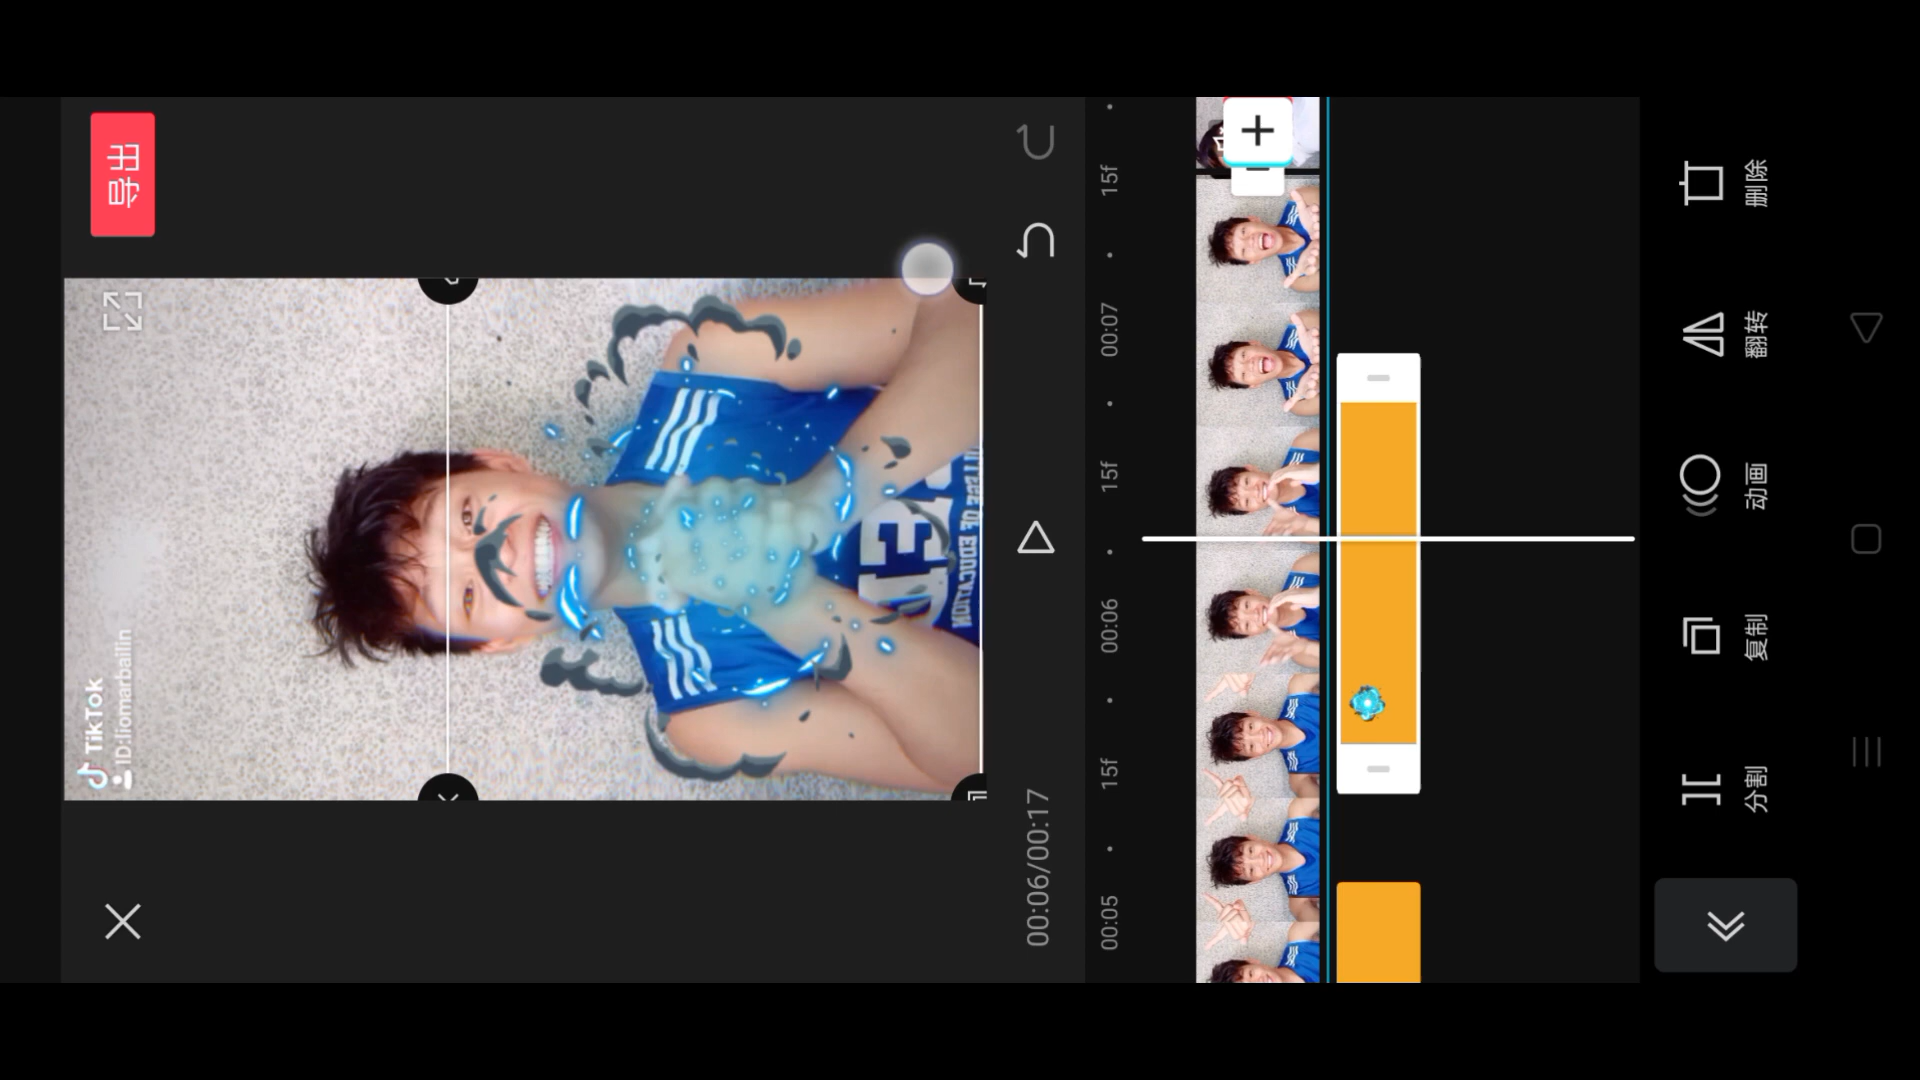 导出
TikTok
ID:liomarbailin
00:06/00:17
00:05
15f
00:06
15f
00:07
15f
分割
复制
动画
翻转
删除